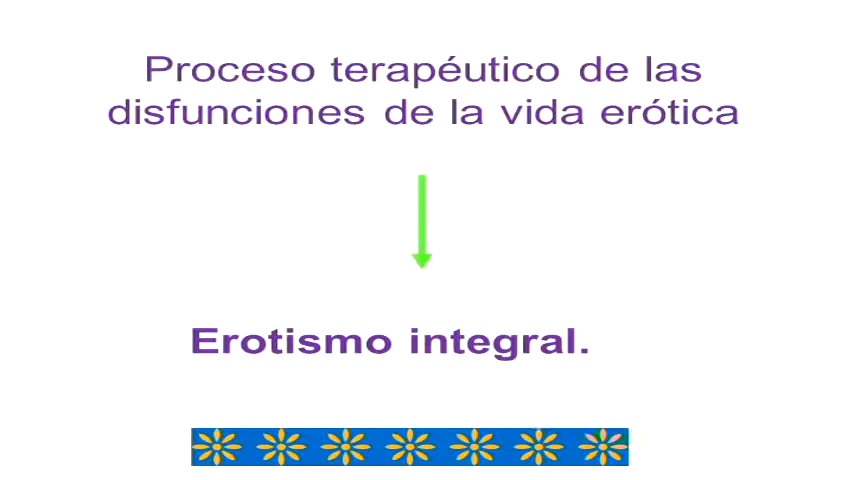 Proceso terapéutico de las
disfunciones de la vida erótica
Erotismo integral.